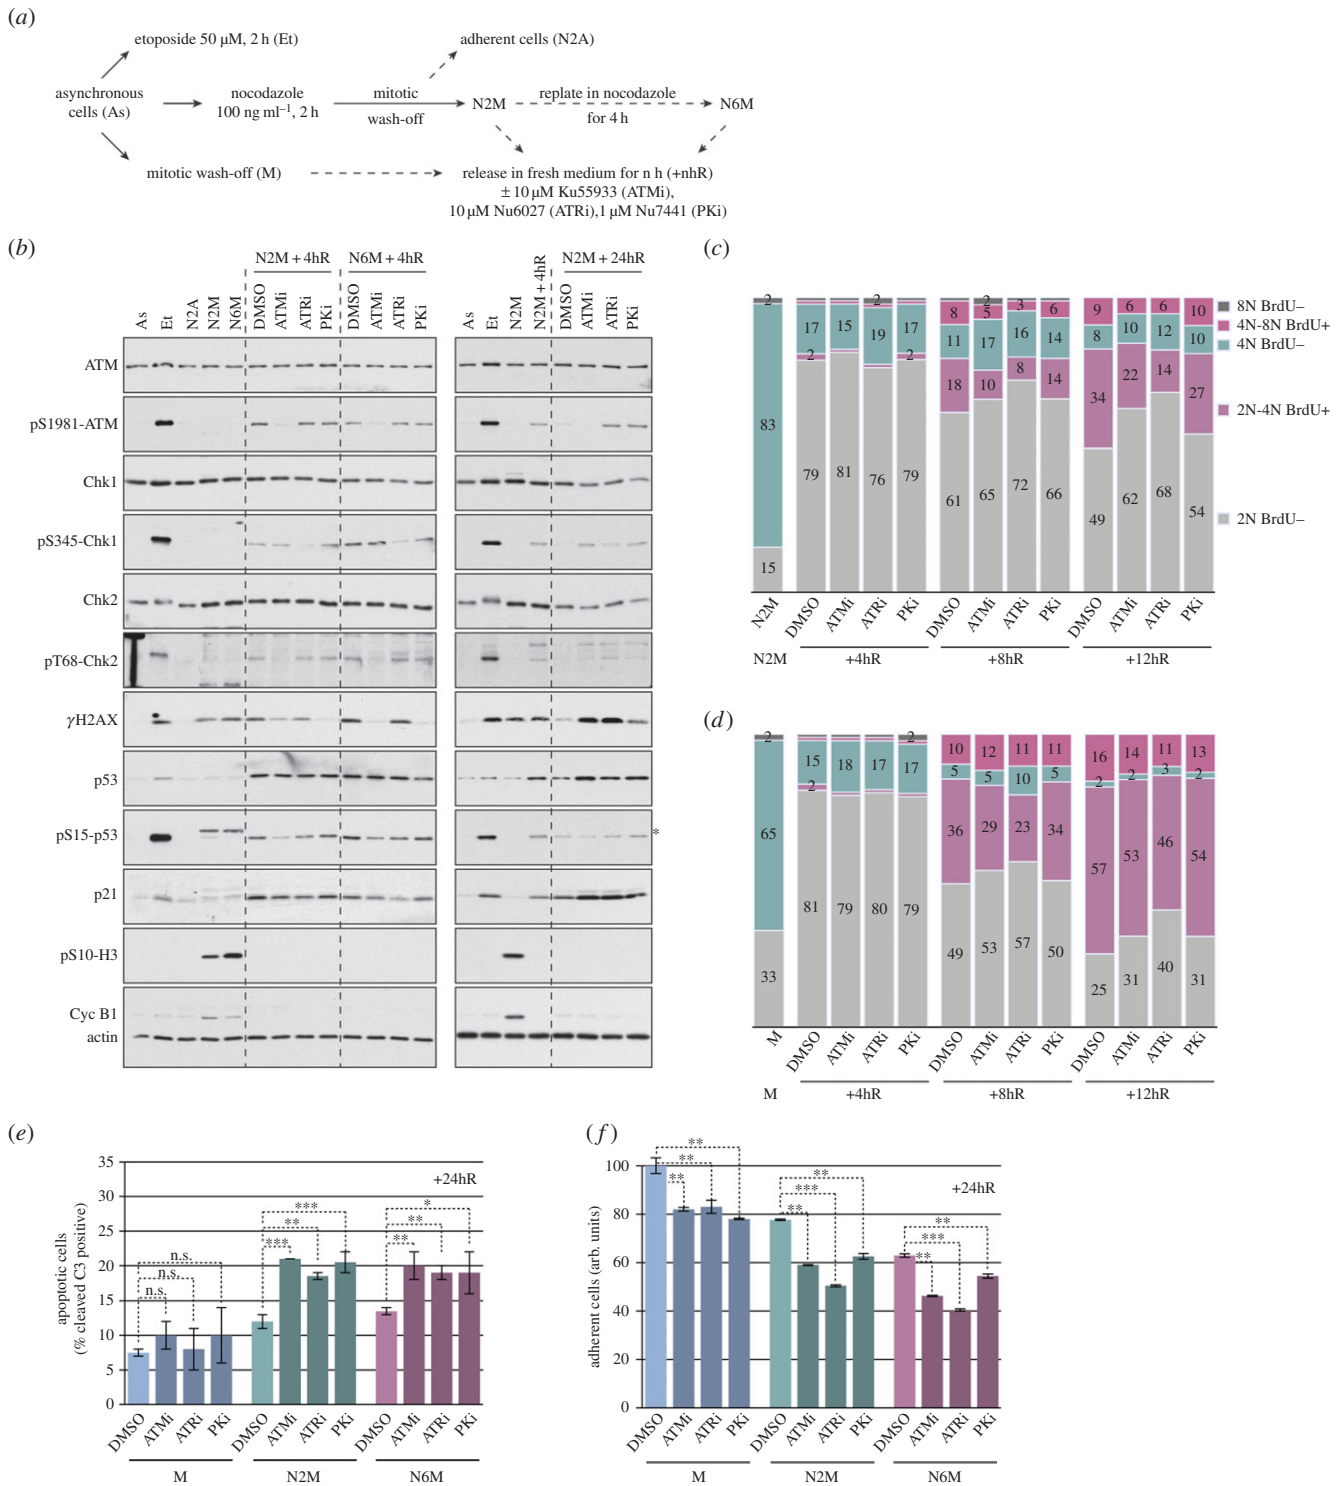 (a)
etoposide 50 µM, 2 h (Et)
adherent cells (N2A)
asynchronous
cells (As)
nocodazole
100 ng ml⁻¹, 2 h
mitotic
wash-off
N2M
replate in nocodazole
for 4 h
N6M
mitotic wash-off (M)
release in fresh medium for n h (+nhR)
± 10 µM Ku55933 (ATMi),
10 µM Nu6027 (ATRi),1 µM Nu7441 (PKi)
(b)
N2M + 4hR
N6M + 4hR
N2M + 24hR
As
Et
N2A
N2M
N6M
DMSO
ATMi
ATRi
PKi
DMSO
ATMi
ATRi
PKi
As
Et
N2M
N2M + 4hR
DMSO
ATMi
ATRi
PKi
ATM
pS1981-ATM
Chk1
pS345-Chk1
Chk2
pT68-Chk2
γH2AX
p53
pS15-p53
*
p21
pS10-H3
Cyc B1
actin
(c)
2
83
15
17
2
79
15
81
2
19
76
17
2
79
8
11
18
61
2
5
17
10
65
3
16
8
72
6
14
14
66
9
8
34
49
6
10
22
62
6
12
14
68
10
10
27
54
8N BrdU–
4N-8N BrdU+
4N BrdU–
2N-4N BrdU+
2N BrdU–
N2M
DMSO
ATMi
ATRi
PKi
DMSO
ATMi
ATRi
PKi
DMSO
ATMi
ATRi
PKi
N2M
+4hR
+8hR
+12hR
(d)
2
65
33
15
2
81
18
79
17
80
2
17
79
10
5
36
49
12
5
29
53
11
10
23
57
11
5
34
50
16
2
57
25
14
2
53
31
11
3
46
40
13
2
54
31
M
DMSO
ATMi
ATRi
PKi
DMSO
ATMi
ATRi
PKi
DMSO
ATMi
ATRi
PKi
M
+4hR
+8hR
+12hR
(e)
apoptotic cells
(% cleaved C3 positive)
35
30
25
20
15
10
5
0
+24hR
n.s.
n.s.
n.s.
***
**
***
**
**
*
DMSO
ATMi
ATRi
PKi
DMSO
ATMi
ATRi
PKi
DMSO
ATMi
ATRi
PKi
M
N2M
N6M
(f)
adherent cells (arb. units)
100
80
60
40
20
0
+24hR
**
**
**
**
***
**
**
***
**
DMSO
ATMi
ATRi
PKi
DMSO
ATMi
ATRi
PKi
DMSO
ATMi
ATRi
PKi
M
N2M
N6M